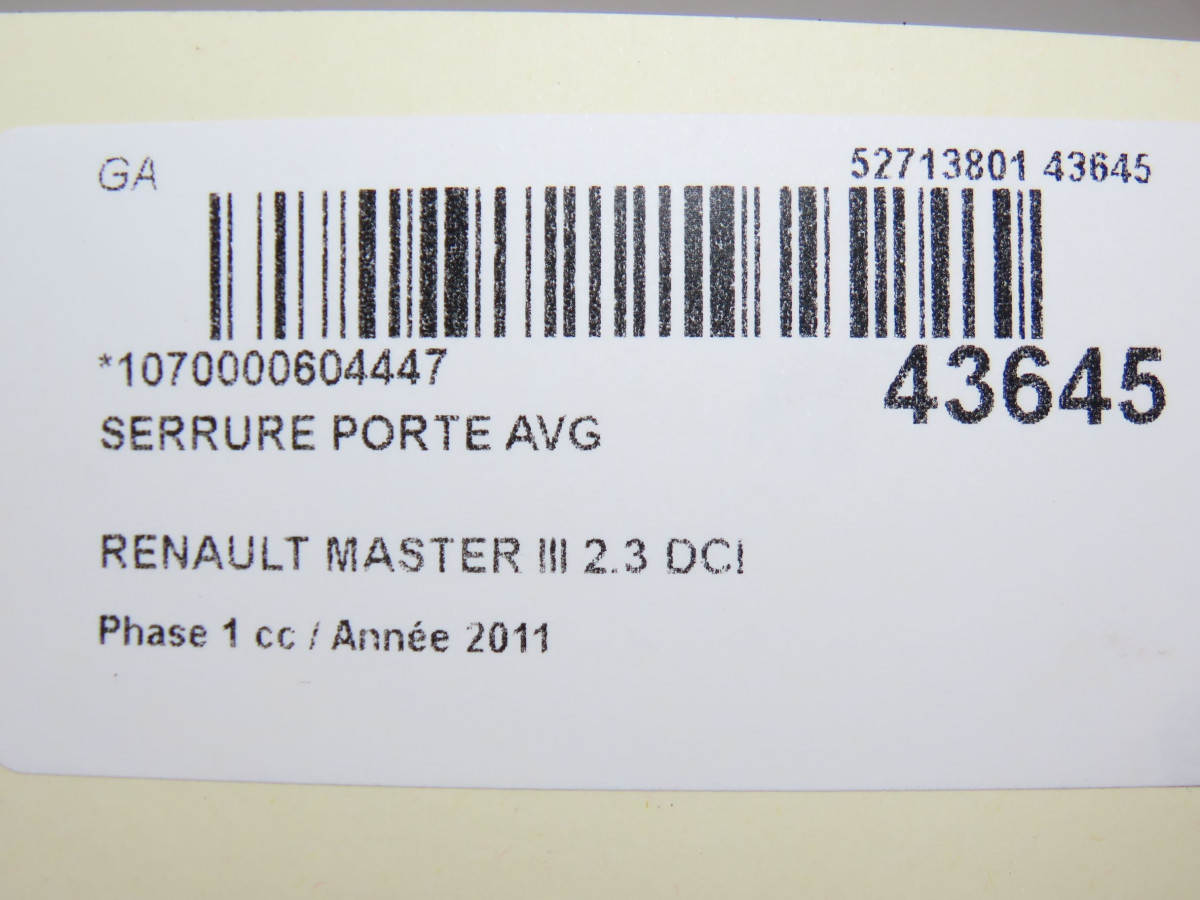 GA
52713801 43645
*1070000604447
43645
SERRURE PORTE AVG
RENAULT MASTER III 2.3 DCI
Phase 1 cc / Année 2011